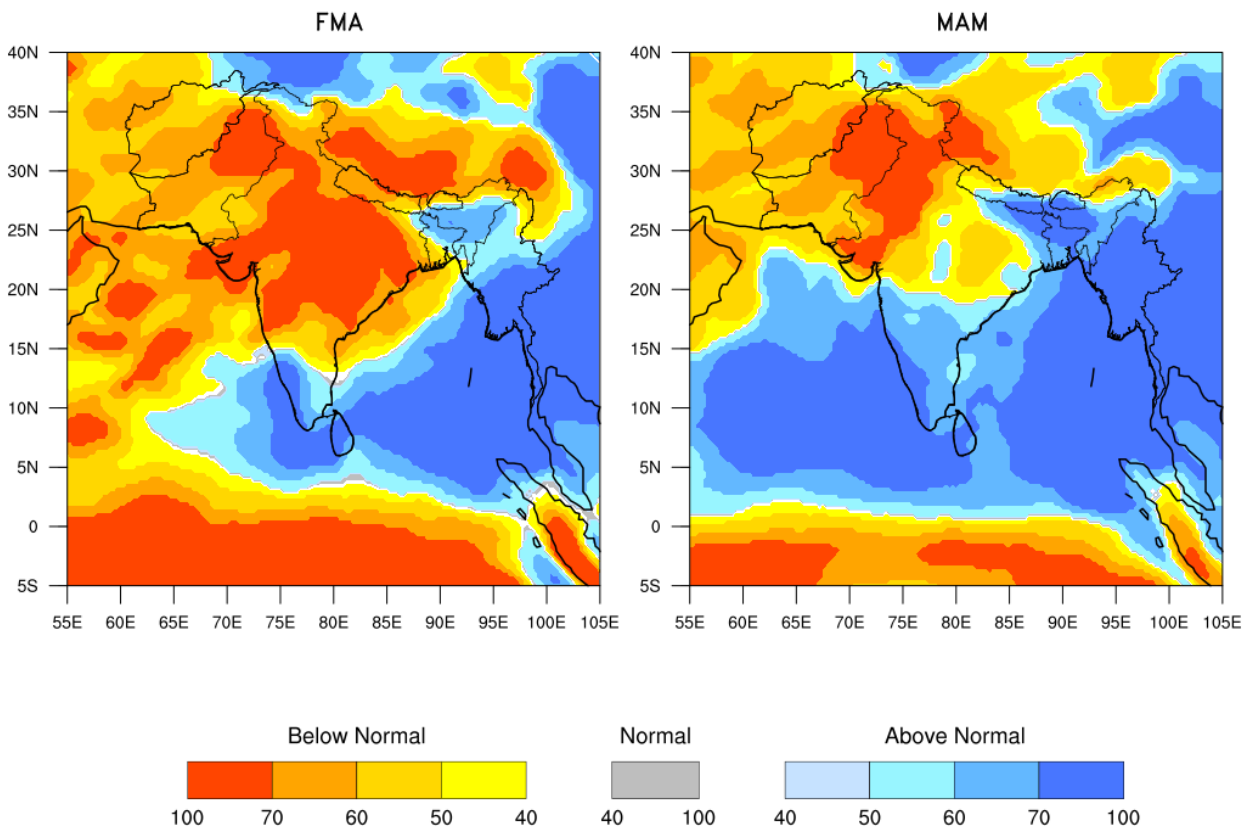 FMA MAM
40N 40N
35N 35N
30N 30N
25N 25N
20N 20N
15N 15N
10N 10N
5N 5N
0 0
5S 5S
55E 60E 65E 70E 75E 80E 85E 90E 95E 100E 105E 55E 60E 65E 70E 75E 80E 85E 90E 95E 100E 105E
Below Normal Normal Above Normal
100 70 60 50 40 40 100 40 50 60 70 100